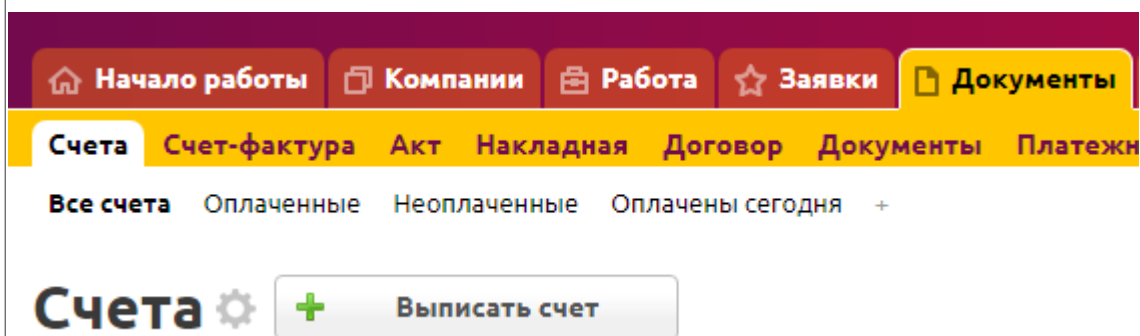 Начало работы Компании Работа Заявки Документы
Счета Счет-фактура Акт Накладная Договор Документы
Все счета Оплаченные Неоплаченные Оплачены сегодня +
Счета + Выписать счет